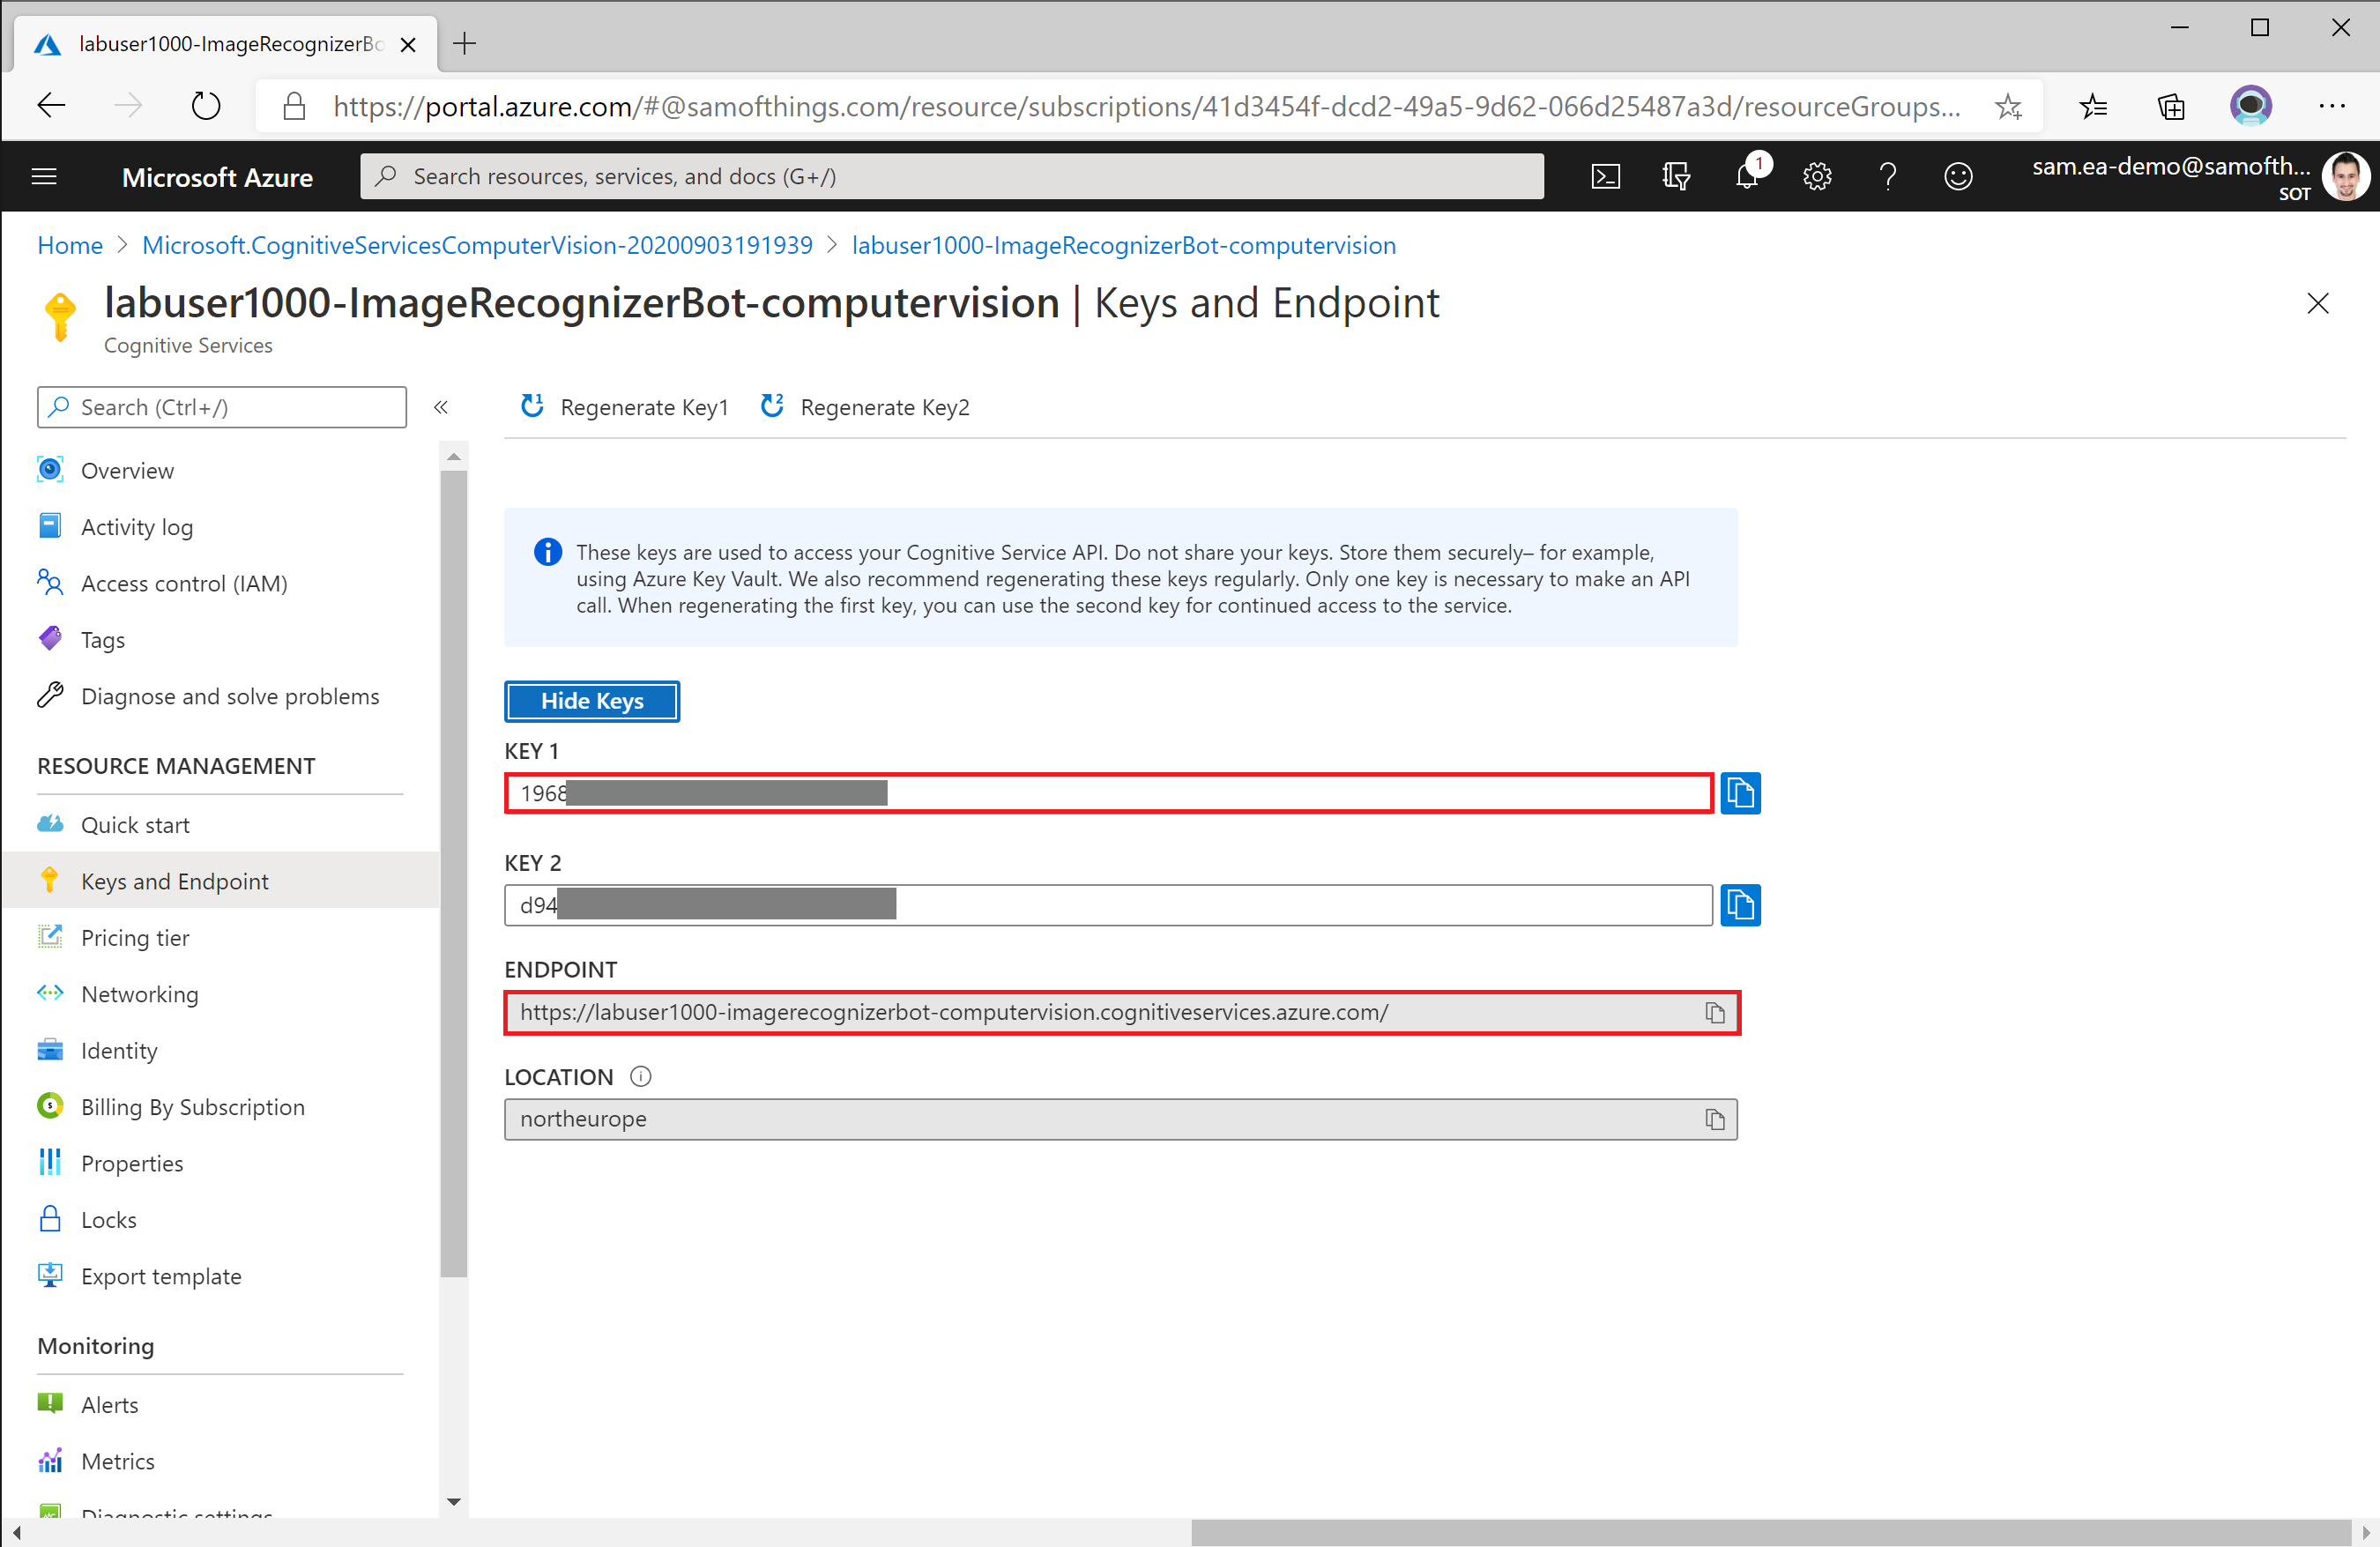 labuser1000-ImageRecognizerBo
https://portal.azure.com/#@samofthings.com/resource/subscriptions/41d3454f-dcd2-49a5-9d62-066d25487a3d/resourceGroups...
Microsoft Azure
Search resources, services, and docs (G+/)
1
sam.ea-demo@samofth...
SOT
Home > Microsoft.CognitiveServicesComputerVision-20200903191939 > labuser1000-ImageRecognizerBot-computervision
labuser1000-ImageRecognizerBot-computervision | Keys and Endpoint
Cognitive Services
Search (Ctrl+/)
«
1 Regenerate Key1
2 Regenerate Key2
Overview
Activity log
Access control (IAM)
Tags
Diagnose and solve problems
RESOURCE MANAGEMENT
Quick start
Keys and Endpoint
Pricing tier
Networking
Identity
Billing By Subscription
Properties
Locks
Export template
Monitoring
Alerts
Metrics
Diagnostic settings
These keys are used to access your Cognitive Service API. Do not share your keys. Store them securely– for example,
using Azure Key Vault. We also recommend regenerating these keys regularly. Only one key is necessary to make an API
call. When regenerating the first key, you can use the second key for continued access to the service.
Hide Keys
KEY 1
1968
KEY 2
d94
ENDPOINT
https://labuser1000-imagerecognizerbot-computervision.cognitiveservices.azure.com/
LOCATION
northeurope